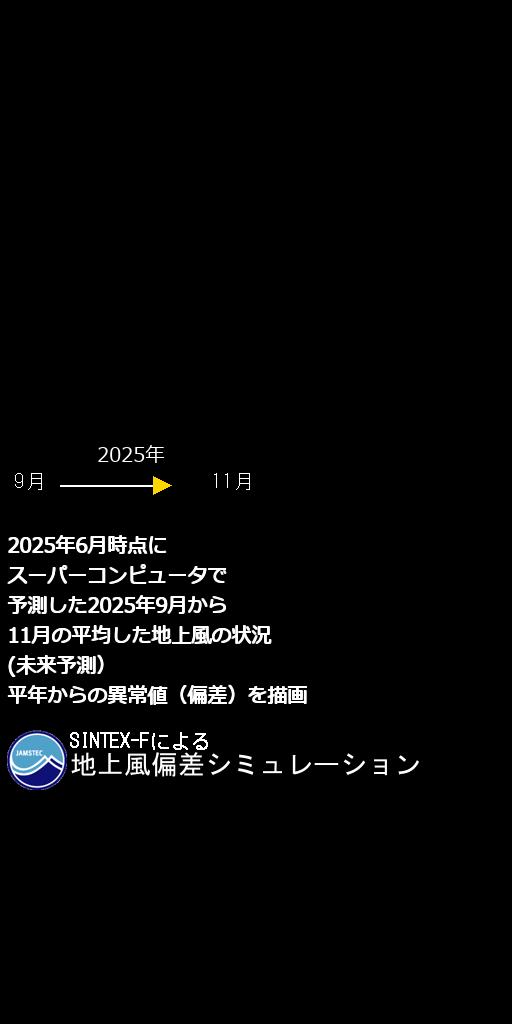 2025年
9月 11月
2025年6月時点に
スーパーコンピュータで
予測した2025年9月から
11月の平均した地上風の状況
(未来予測）
平年からの異常値（偏差）を描画
SINTEX-Fによる
JAMSTEC
地上風偏差シミュレーション